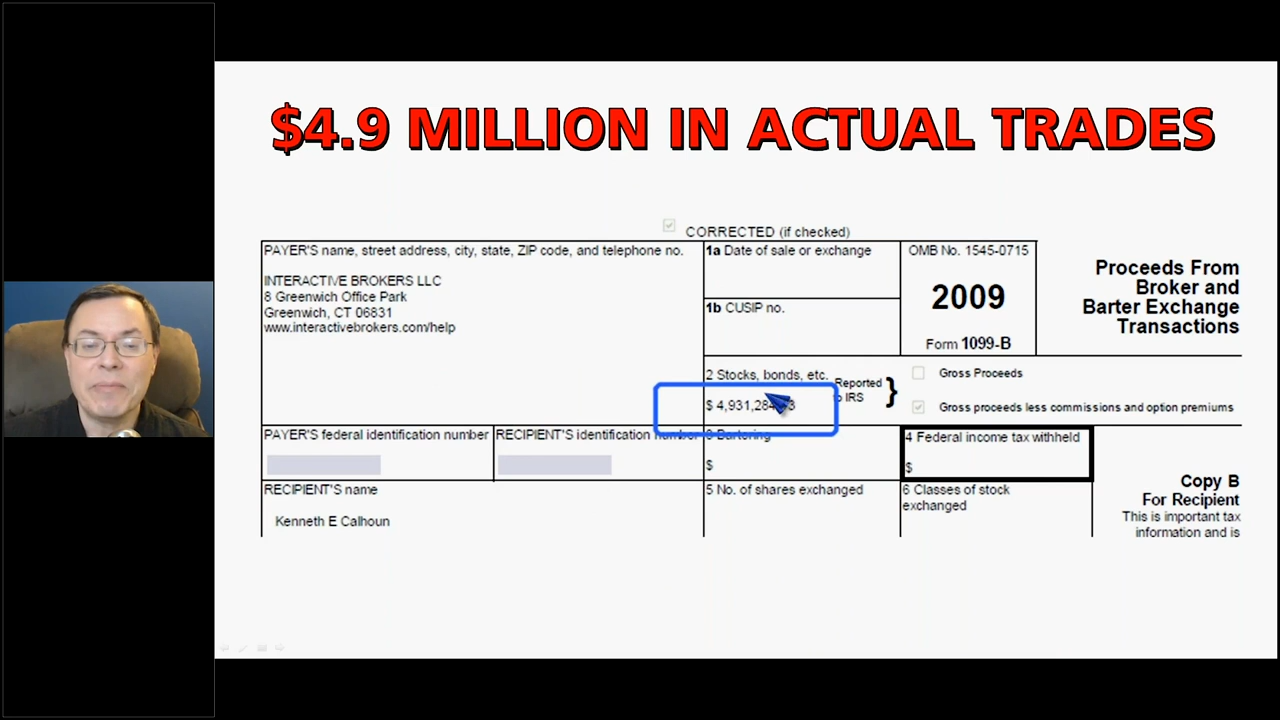 $4.9 MILLION IN ACTUAL TRADES
CORRECTED (if checked)
PAYER'S name, street address, city, state, ZIP code, and telephone no.
INTERACTIVE BROKERS LLC
8 Greenwich Office Park
Greenwich, CT 06831
www.interactivebrokers.com/help
1a Date of sale or exchange
1b CUSIP no.
OMB No. 1545-0715
2009
Form 1099-B
Proceeds From
Broker and
Barter Exchange
Transactions
2 Stocks, bonds, etc.
$
Reported
to IRS
}
Gross Proceeds
Gross proceeds less commissions and option premiums
PAYER'S federal identification number
RECIPIENT'S identification number
3 Bartering
$
4 Federal income tax withheld
$
RECIPIENT'S name
Kenneth E Calhoun
5 No. of shares exchanged
6 Classes of stock
exchanged
Copy B
For Recipient
This is important tax
information and is